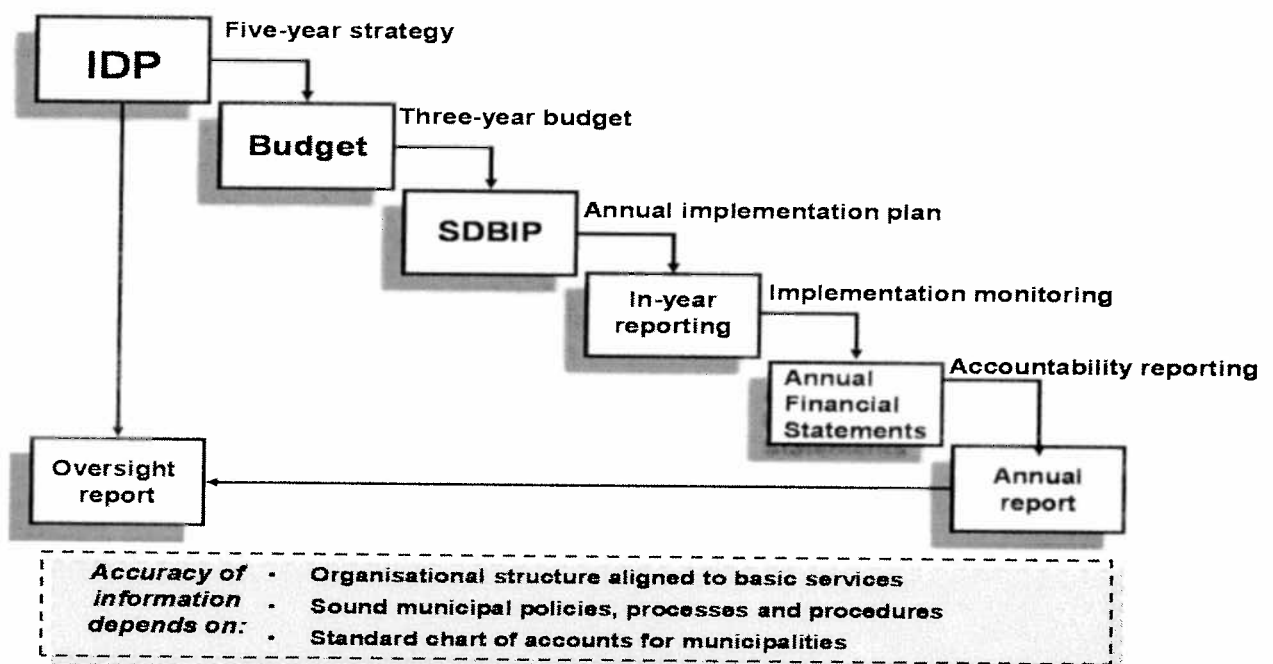 IDP
Five-year strategy
Budget
Three-year budget
SDBIP
Annual implementation plan
In-year
reporting
Implementation monitoring
Annual
Financial
Statements
Accountability reporting
Annual
report
Oversight
report
Accuracy of
information
depends on:
· Organisational structure aligned to basic services
· Sound municipal policies, processes and procedures
· Standard chart of accounts for municipalities